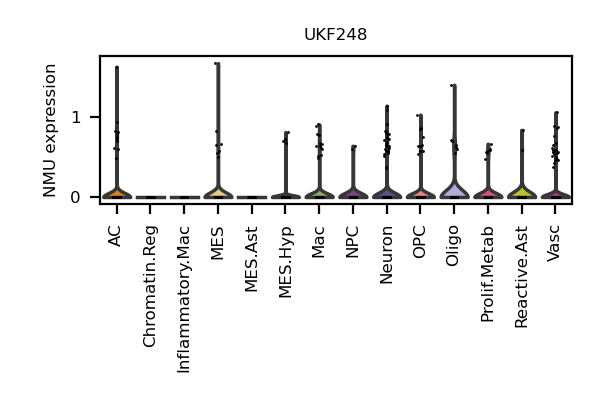 UKF248
NMU expression
1
0
AC
Chromatin.Reg
Inflammatory.Mac
MES
MES.Ast
MES.Hyp
Mac
NPC
Neuron
OPC
Oligo
Prolif.Metab
Reactive.Ast
Vasc